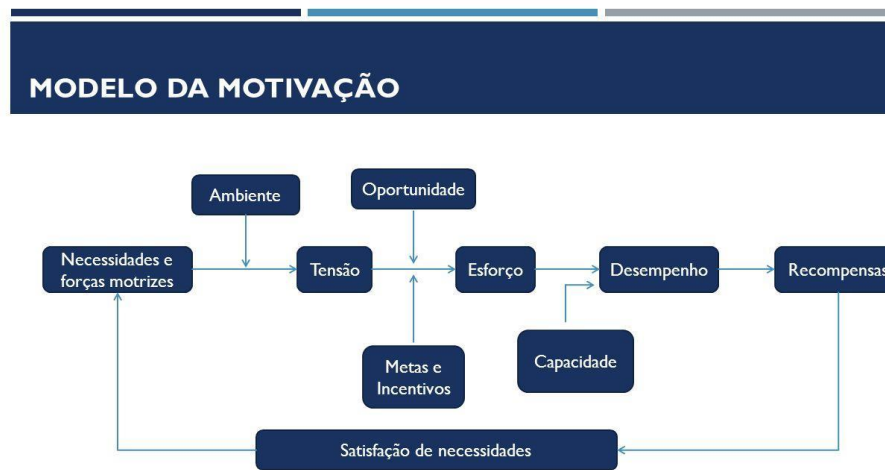 MODELO DA MOTIVAÇÃO
Ambiente
Oportunidade
Necessidades e
forças motrizes
Tensão
Esforço
Desempenho
Recompensas
Metas e
Incentivos
Capacidade
Satisfação de necessidades